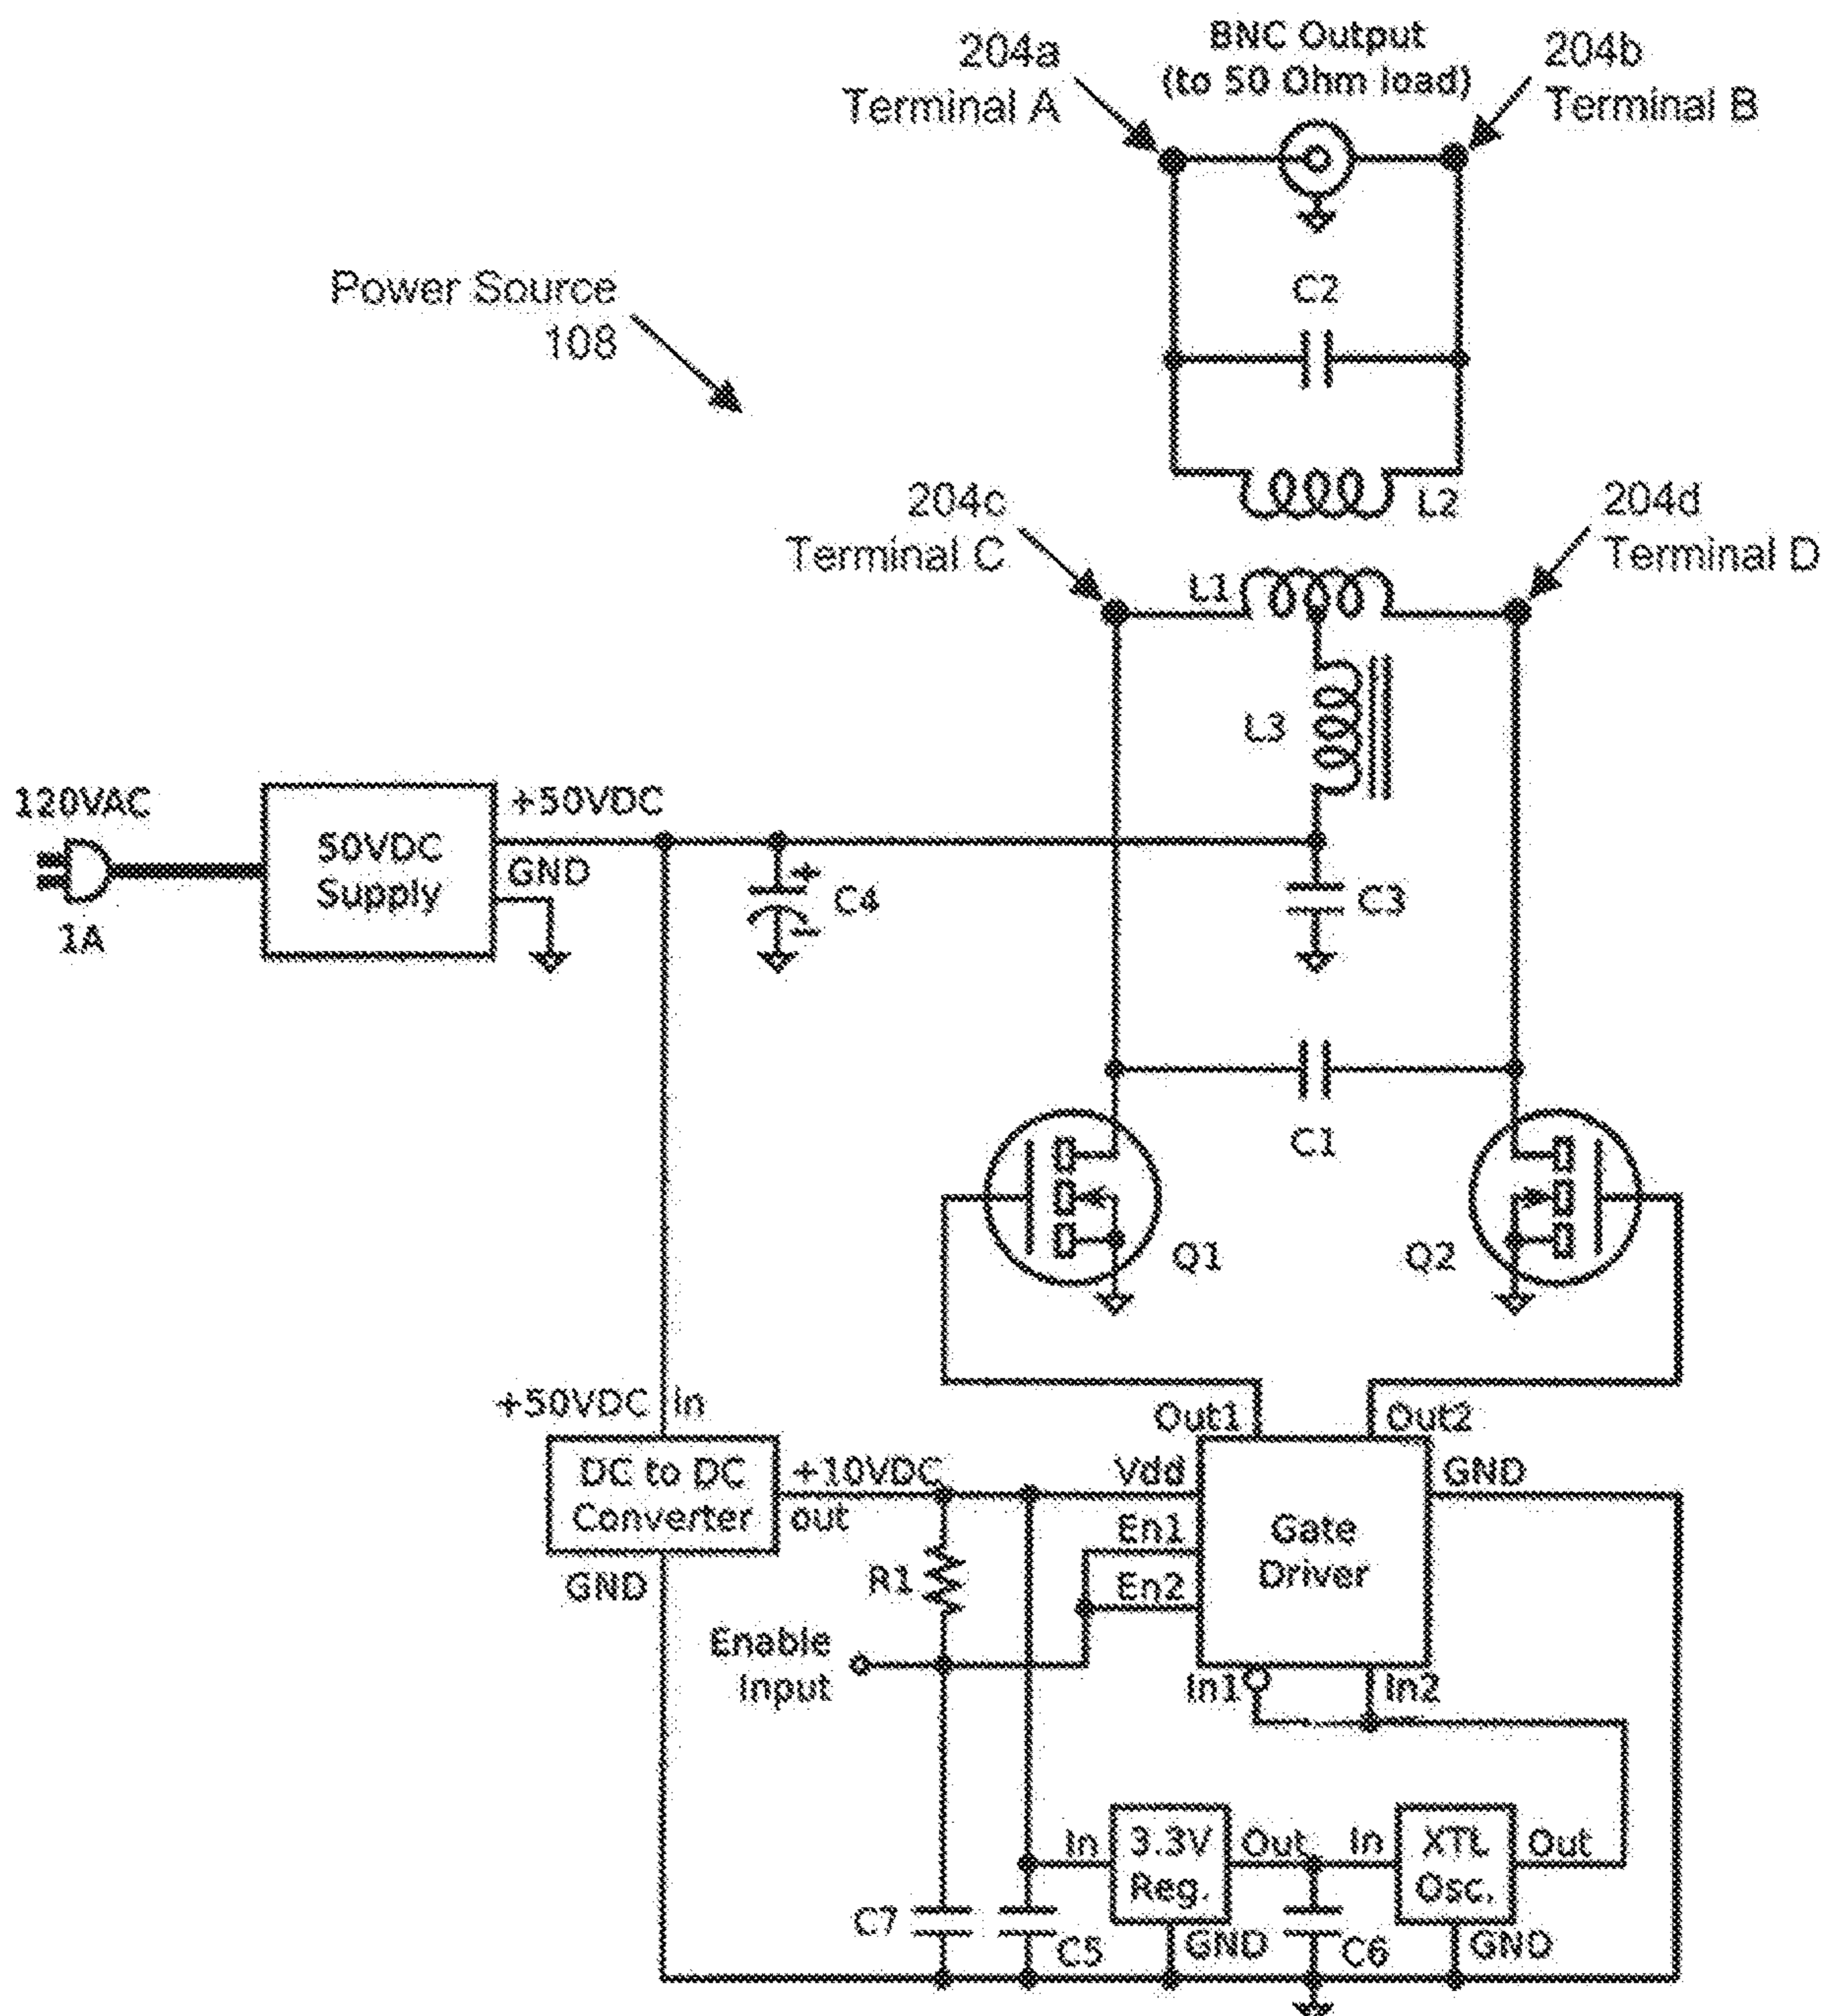 204a
Terminal A
BNC Output
(to 50 Ohm load)
204b
Terminal B
Power Source
108
C2
L2
204c
Terminal C
204d
Terminal D
L1
L3
120VAC
1A
50VDC
Supply
+50VDC
GND
C4
C3
C1
Q1
Q2
+50VDC in
DC to DC
Converter
+10VDC
out
GND
Out1
Out2
Vdd
En1
En2
GND
Gate
Driver
R1
Enable
Input
In1
In2
In
3.3V
Reg.
Out
In
XTL
Osc.
Out
C7
C5
GND
C6
GND